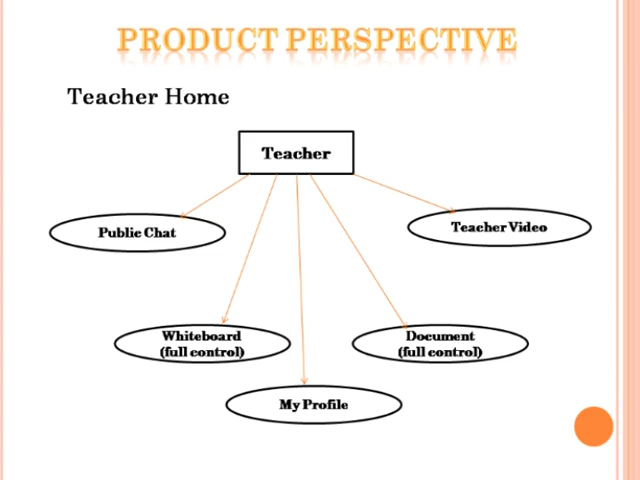 PRODUCT PERSPECTIVE
Teacher Home
Teacher
Public Chat
Teacher Video
Whiteboard
(full control)
Document
(full control)
My Profile